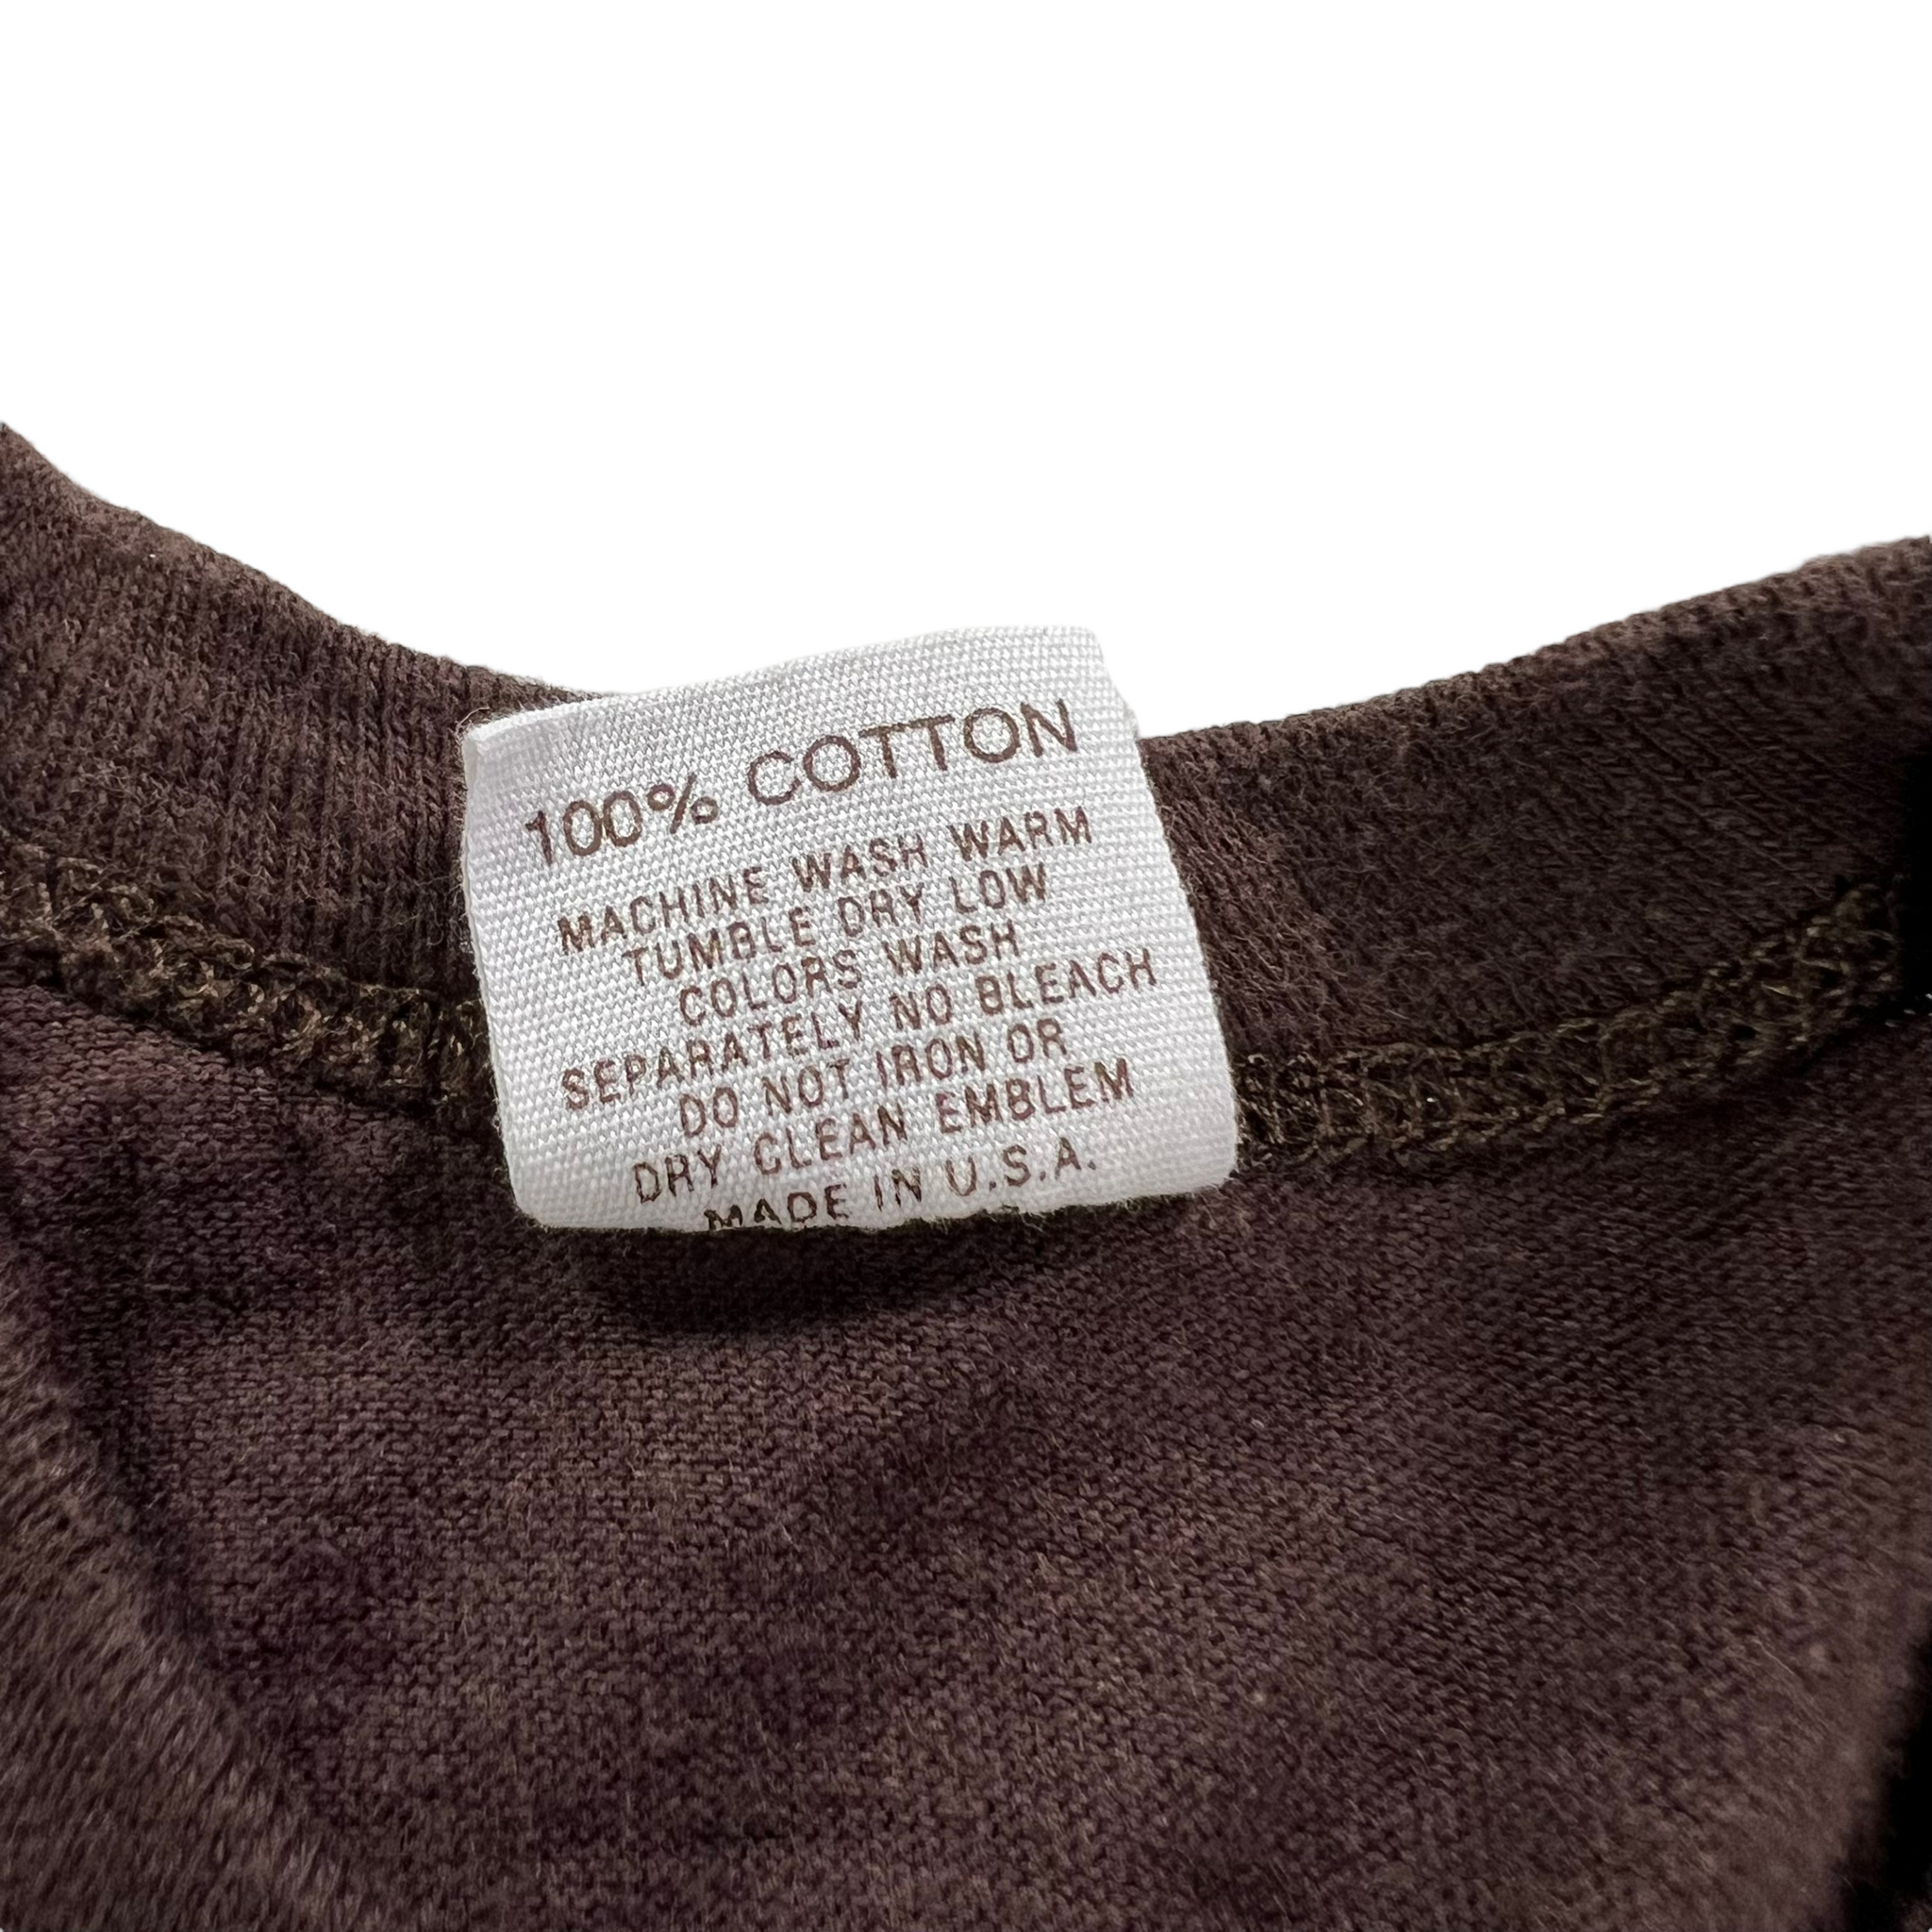 100% COTTON
MACHINE WASH WARM
TUMBLE DRY LOW
COLORS WASH
SEPARATELY NO BLEACH
DO NOT IRON OR
DRY CLEAN EMBLEM
MADE IN U.S.A.